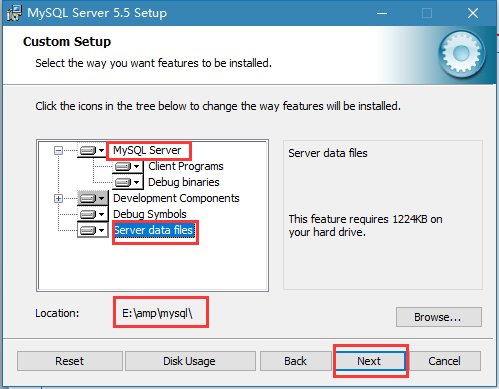 MySQL Server 5.5 Setup
Custom Setup
Select the way you want features to be installed.
Click the icons in the tree below to change the way features will be installed.
MySQL Server
Client Programs
Debug binaries
Development Components
Debug Symbols
Server data files
Server data files
This feature requires 1224KB on
your hard drive.
Location:
E:\amp\mysql\
Browse...
Reset
Disk Usage
Back
Next
Cancel